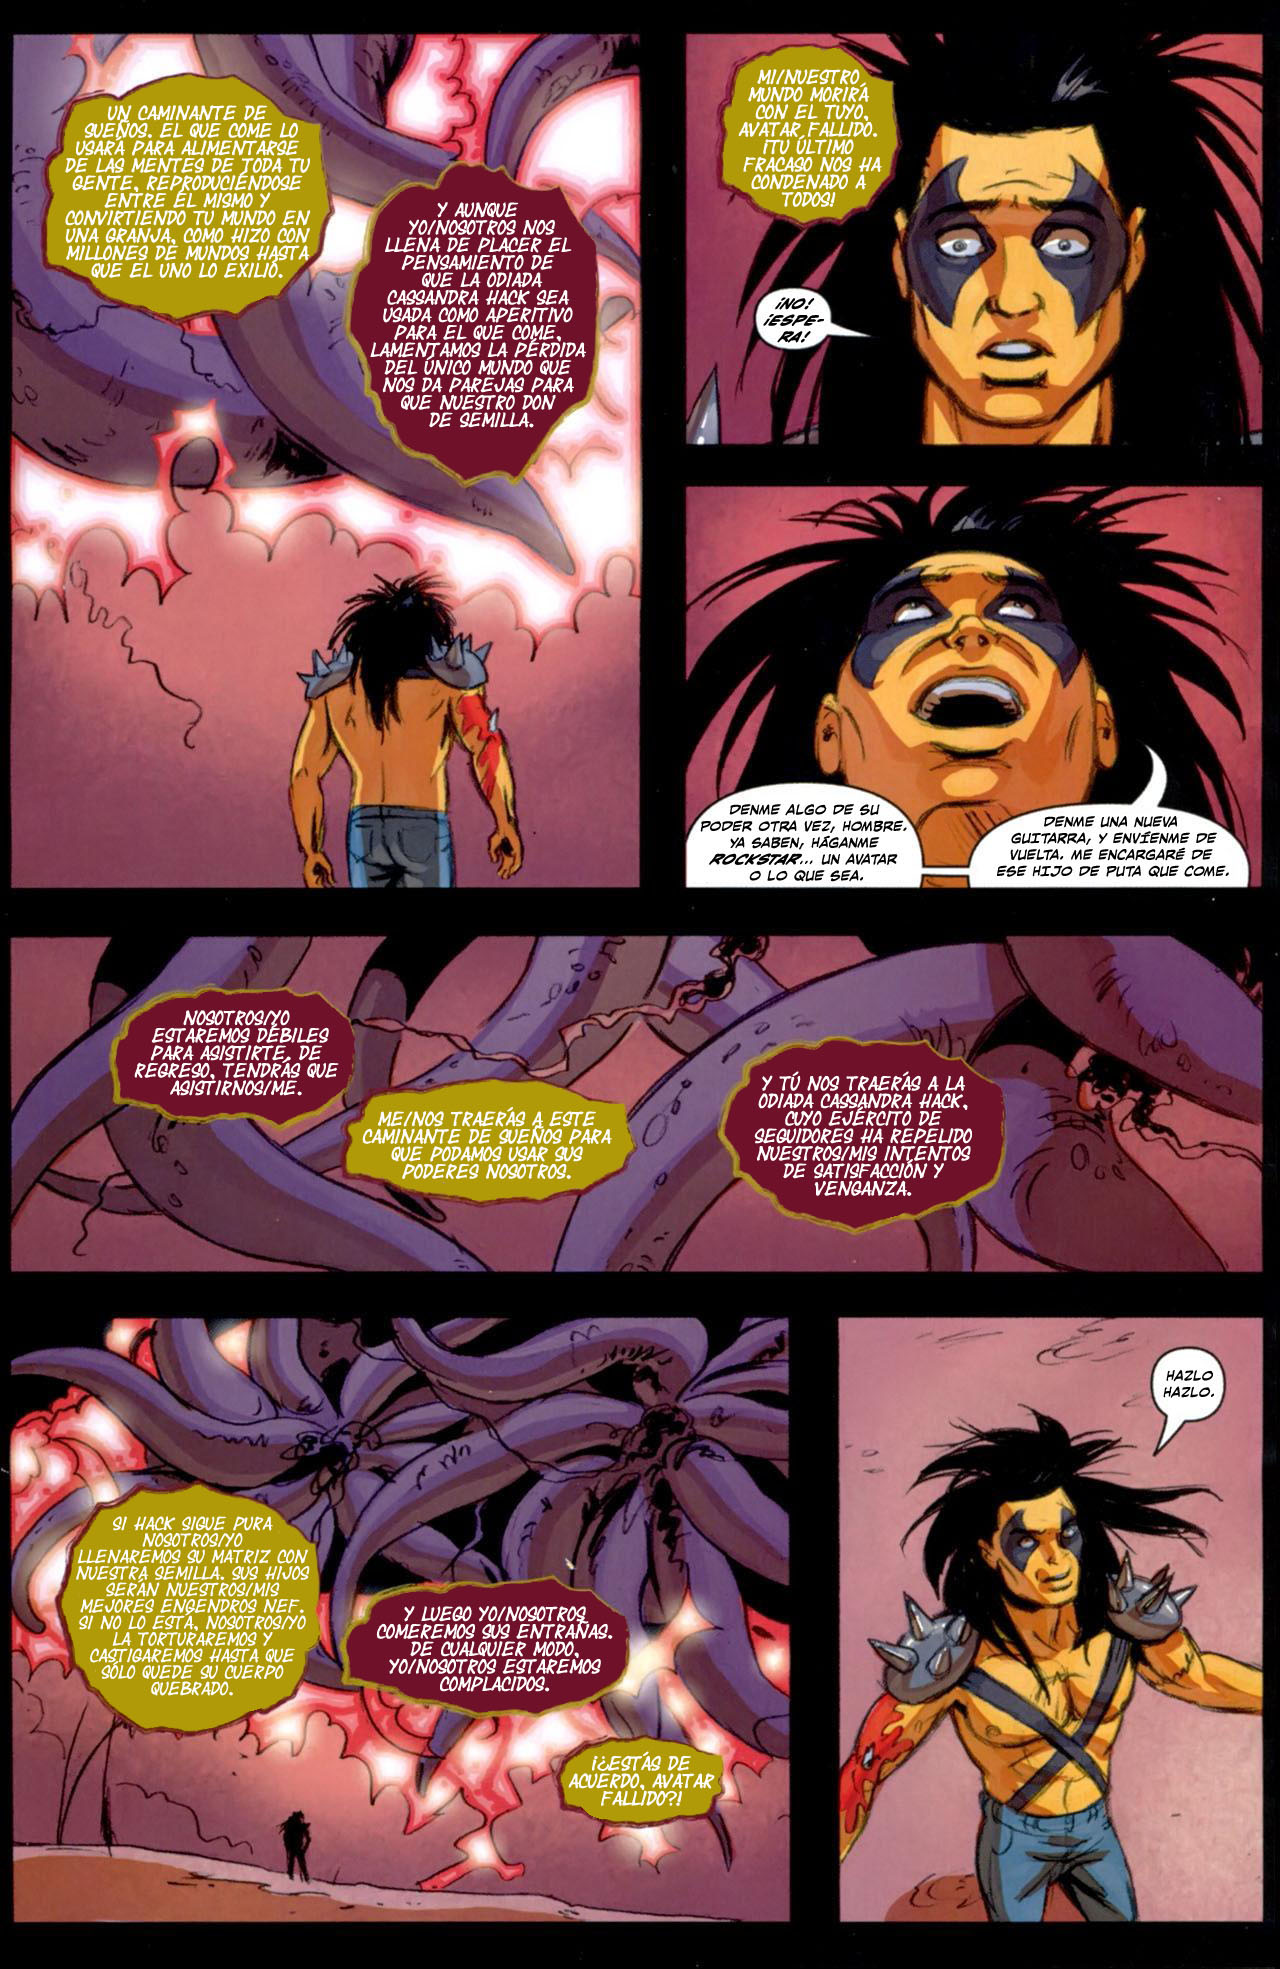 UN CAMINANTE DE
SUEÑOS. EL QUE COME LO
USARÁ PARA ALIMENTARSE
DE LAS MENTES DE TODA TU
GENTE, REPRODUCIÉNDOSE
ENTRE EL MISMO Y
CONVIRTIENDO TU MUNDO EN
UNA GRANJA, COMO HIZO CON
MILLONES DE MUNDOS HASTA
QUE EL UNO LO EXILIÓ.
Y AUNQUE
YO/NOSOTROS NOS
LLENA DE PLACER EL
PENSAMIENTO DE
QUE LA ODIADA
CASSANDRA HACK SEA
USADA COMO APERITIVO
PARA EL QUE COME,
LAMENTAMOS LA PÉRDIDA
DEL ÚNICO MUNDO QUE
NOS DA PAREJAS PARA
QUE NUESTRO DON
DE SEMILLA.
MI/NUESTRO
MUNDO MORIRÁ
CON EL TUYO,
AVATAR FALLIDO.
¡TU ÚLTIMO
FRACASO NOS HA
CONDENADO A
TODOS!
¡NO!
¡ESPE-
RA!
DENME ALGO DE SU
PODER OTRA VEZ, HOMBRE.
YA SABEN, HÁGANME
ROCKSTAR... UN AVATAR
O LO QUE SEA.
DENME UNA NUEVA
GUITARRA, Y ENVÍENME DE
VUELTA. ME ENCARGARÉ DE
ESE HIJO DE PUTA QUE COME.
NOSOTROS/YO
ESTAREMOS DÉBILES
PARA ASISTIRTE, DE
REGRESO, TENDRÁS QUE
ASISTIRNOS/ME.
ME/NOS TRAERÁS A ESTE
CAMINANTE DE SUEÑOS PARA
QUE PODAMOS USAR SUS
PODERES NOSOTROS.
Y TÚ NOS TRAERÁS A LA
ODIADA CASSANDRA HACK,
CUYO EJÉRCITO DE
SEGUIDORES HA REPELIDO
NUESTROS/MIS INTENTOS
DE SATISFACCIÓN Y
VENGANZA.
SI HACK SIGUE PURA
NOSOTROS/YO
LLENAREMOS SU MATRIZ CON
NUESTRA SEMILLA. SUS HIJOS
SERÁN NUESTROS/MIS
MEJORES ENGENDROS NEF.
SI NO LO ESTÁ, NOSOTROS/YO
LA TORTURAREMOS Y
CASTIGAREMOS HASTA QUE
SÓLO QUEDE SU CUERPO
QUEBRADO.
Y LUEGO YO/NOSOTROS
COMEREMOS SUS ENTRAÑAS.
DE CUALQUIER MODO,
YO/NOSOTROS ESTAREMOS
COMPLACIDOS.
¡¿ESTÁS DE
ACUERDO, AVATAR
FALLIDO?!
HAZLO
HAZLO.